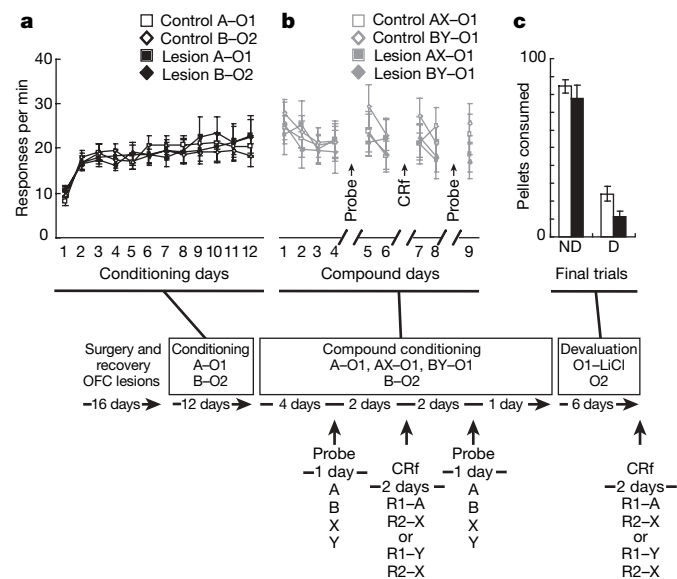 a
Control A–O1
Control B–O2
Lesion A–O1
Lesion B–O2
Responses per min
40
30
20
10
0
1 2 3 4 5 6 7 8 9 10 11 12
Conditioning days
b
Control AX–O1
Control BY–O1
Lesion AX–O1
Lesion BY–O1
Probe
CRf
Probe
1 2 3 4 5 6 7 8 9
Compound days
c
Pellets consumed
100
0
ND D
Final trials
Surgery and
recovery
OFC lesions
Conditioning
A–O1
B–O2
Compound conditioning
A–O1, AX–O1, BY–O1
B–O2
Devaluation
O1–LiCl
O2
16 days
12 days
4 days
2 days
2 days
1 day
6 days
Probe
1 day
A
B
X
Y
CRf
2 days
R1–A
R2–X
or
R1–Y
R2–X
Probe
1 day
A
B
X
Y
CRf
2 days
R1–A
R2–X
or
R1–Y
R2–X